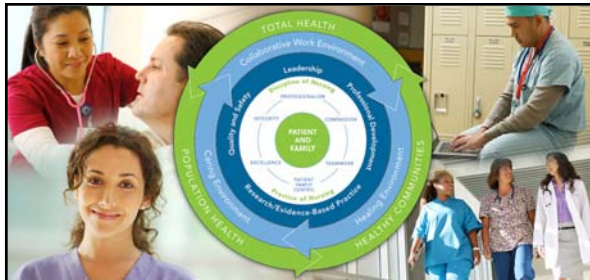 TOTAL HEALTH
Collaborative Work Environment
Leadership
Discipline of Nursing
PROFESSIONALISM
INTEGRITY
COMPASSION
Quality and Safety
Professional Development
PATIENT
AND
FAMILY
EXCELLENCE
TEAMWORK
PATIENT
FAMILY
CENTRIC
Practice of Nursing
Caring Environment
Healing Environment
Research/Evidence-Based Practice
POPULATION HEALTH
HEALTHY COMMUNITIES